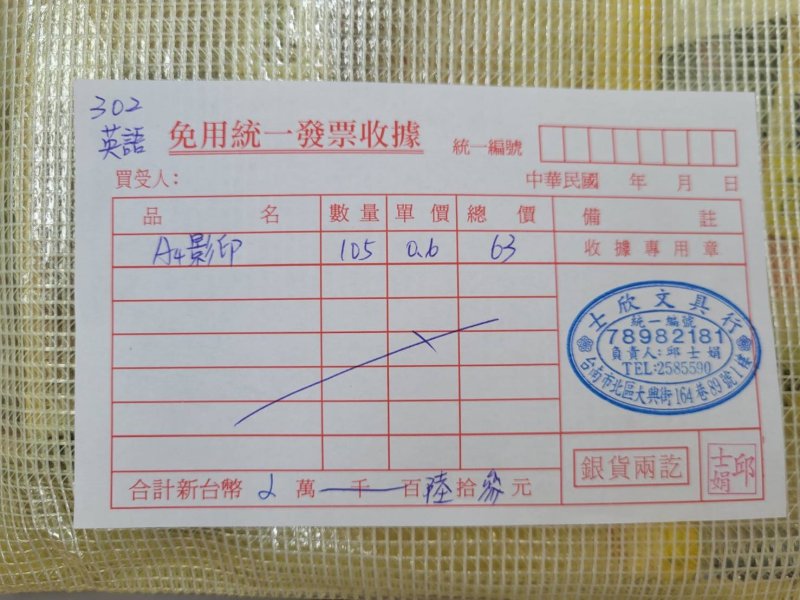 302
英語
免用統一發票收據
統一編號
買受人:
中華民國 年 月 日
品名 數量 單價 總價 備註
A4影印 105 0.6 63 收據專用章
士欣文具行
統一編號
78982181
負責人:邱士娟
TEL:2585590
台南市北區大興街164巷89號1樓
合計新台幣 萬 千 百 陸 拾 參 元
銀貨兩訖
邱士娟